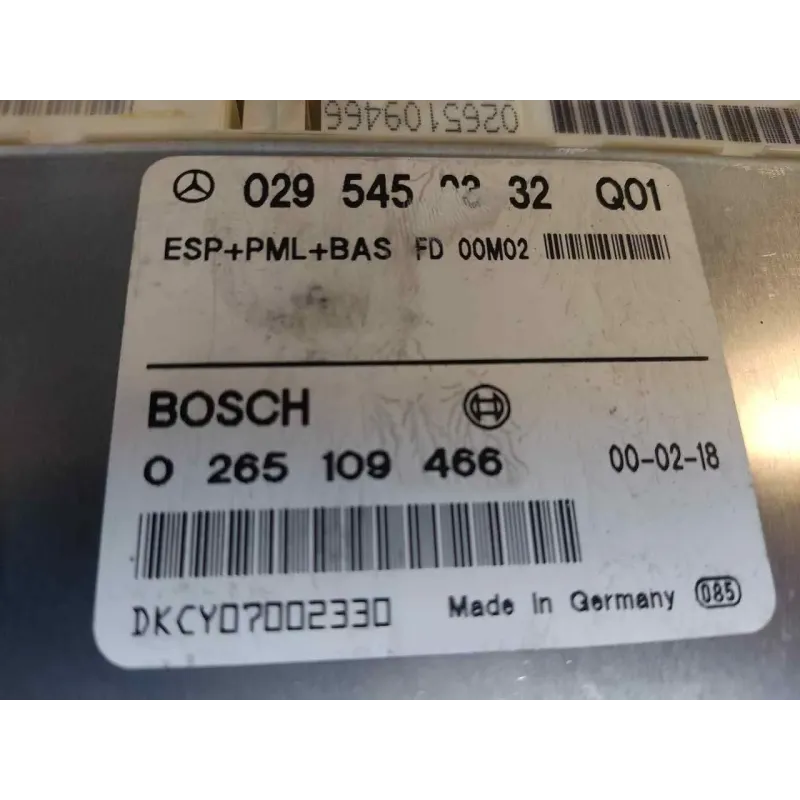 0265109466
029 545 32 Q01
ESP+PML+BAS FD 00M02
BOSCH
0 265 109 466 00-02-18
DKCY07002330 Made in Germany 085